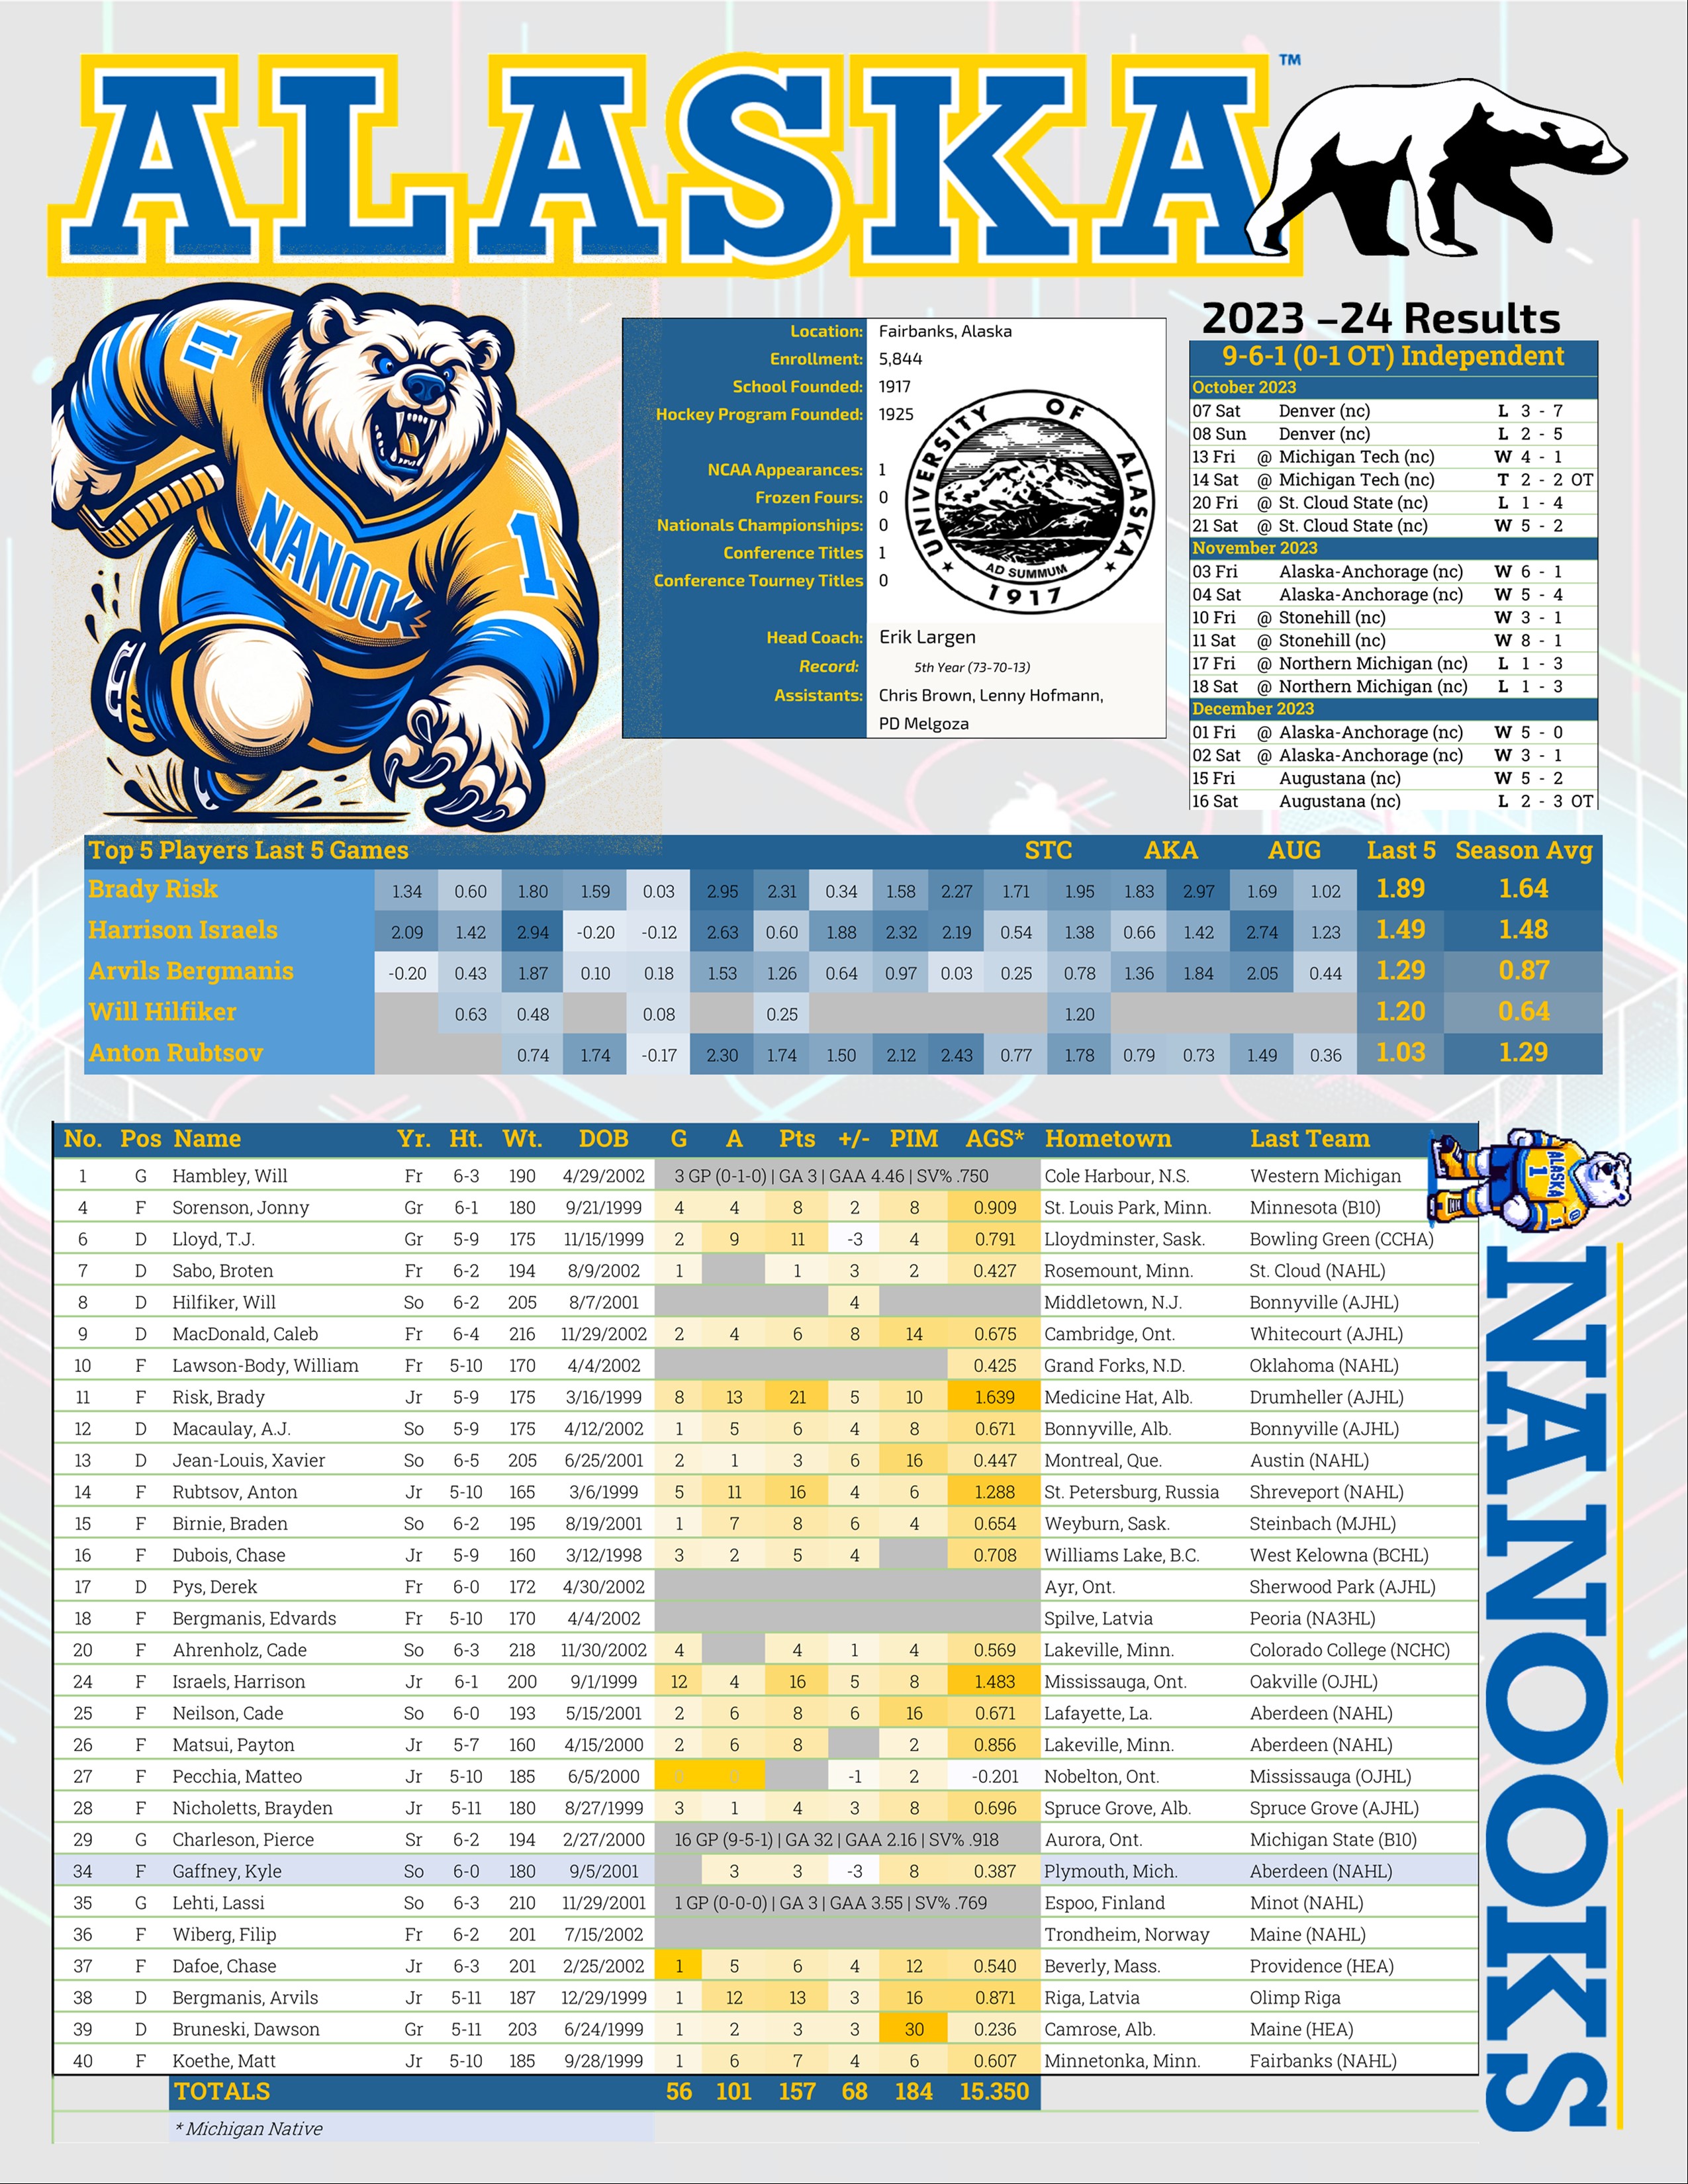 ALASKA™
NANOOK
1
Location: Fairbanks, Alaska
Enrollment: 5,844
School Founded: 1917
Hockey Program Founded: 1925
NCAA Appearances: 1
Frozen Fours: 0
Nationals Championships: 0
Conference Titles 1
Conference Tourney Titles 0
UNIVERSITY OF ALASKA
AD SUMMUM
1917
Head Coach: Erik Largen
Record: 5th Year (73-70-13)
Assistants: Chris Brown, Lenny Hofmann,
PD Melgoza
2023 –24 Results
9-6-1 (0-1 OT) Independent
October 2023
07 Sat Denver (nc) L 3 - 7
08 Sun Denver (nc) L 2 - 5
13 Fri @ Michigan Tech (nc) W 4 - 1
14 Sat @ Michigan Tech (nc) T 2 - 2 OT
20 Fri @ St. Cloud State (nc) L 1 - 4
21 Sat @ St. Cloud State (nc) W 5 - 2
November 2023
03 Fri Alaska-Anchorage (nc) W 6 - 1
04 Sat Alaska-Anchorage (nc) W 5 - 4
10 Fri @ Stonehill (nc) W 3 - 1
11 Sat @ Stonehill (nc) W 8 - 1
17 Fri @ Northern Michigan (nc) L 1 - 3
18 Sat @ Northern Michigan (nc) L 1 - 3
December 2023
01 Fri @ Alaska-Anchorage (nc) W 5 - 0
02 Sat @ Alaska-Anchorage (nc) W 3 - 1
15 Fri Augustana (nc) W 5 - 2
16 Sat Augustana (nc) L 2 - 3 OT
Top 5 Players Last 5 Games STC AKA AUG Last 5 Season Avg
Brady Risk 1.34 0.60 1.80 1.59 0.03 2.95 2.31 0.34 1.58 2.27 1.71 1.95 1.83 2.97 1.69 1.02 1.89 1.64
Harrison Israels 2.09 1.42 2.94 -0.20 -0.12 2.63 0.60 1.88 2.32 2.19 0.54 1.38 0.66 1.42 2.74 1.23 1.49 1.48
Arvils Bergmanis -0.20 0.43 1.87 0.10 0.18 1.53 1.26 0.64 0.97 0.03 0.25 0.78 1.36 1.84 2.05 0.44 1.29 0.87
Will Hilfiker 0.63 0.48 0.08 0.25 1.20 1.20 0.64
Anton Rubtsov 0.74 1.74 -0.17 2.30 1.74 1.50 2.12 2.43 0.77 1.78 0.79 0.73 1.49 0.36 1.03 1.29
No. Pos Name Yr. Ht. Wt. DOB G A Pts +/- PIM AGS* Hometown Last Team
1 G Hambley, Will Fr 6-3 190 4/29/2002 3 GP (0-1-0) | GA 3 | GAA 4.46 | SV% .750 Cole Harbour, N.S. Western Michigan
4 F Sorenson, Jonny Gr 6-1 180 9/21/1999 4 4 8 2 8 0.909 St. Louis Park, Minn. Minnesota (B10)
6 D Lloyd, T.J. Gr 5-9 175 11/15/1999 2 9 11 -3 4 0.791 Lloydminster, Sask. Bowling Green (CCHA)
7 D Sabo, Broten Fr 6-2 194 8/9/2002 1 1 3 2 0.427 Rosemount, Minn. St. Cloud (NAHL)
8 D Hilfiker, Will So 6-2 205 8/7/2001 4 Middletown, N.J. Bonnyville (AJHL)
9 D MacDonald, Caleb Fr 6-4 216 11/29/2002 2 4 6 8 14 0.675 Cambridge, Ont. Whitecourt (AJHL)
10 F Lawson-Body, William Fr 5-10 170 4/4/2002 0.425 Grand Forks, N.D. Oklahoma (NAHL)
11 F Risk, Brady Jr 5-9 175 3/16/1999 8 13 21 5 10 1.639 Medicine Hat, Alb. Drumheller (AJHL)
12 D Macaulay, A.J. So 5-9 175 4/12/2002 1 5 6 4 8 0.671 Bonnyville, Alb. Bonnyville (AJHL)
13 D Jean-Louis, Xavier So 6-5 205 6/25/2001 2 1 3 6 16 0.447 Montreal, Que. Austin (NAHL)
14 F Rubtsov, Anton Jr 5-10 165 3/6/1999 5 11 16 4 6 1.288 St. Petersburg, Russia Shreveport (NAHL)
15 F Birnie, Braden So 6-2 195 8/19/2001 1 7 8 6 4 0.654 Weyburn, Sask. Steinbach (MJHL)
16 F Dubois, Chase Jr 5-9 160 3/12/1998 3 2 5 4 0.708 Williams Lake, B.C. West Kelowna (BCHL)
17 D Pys, Derek Fr 6-0 172 4/30/2002 Ayr, Ont. Sherwood Park (AJHL)
18 F Bergmanis, Edvards Fr 5-10 170 4/4/2002 Spilve, Latvia Peoria (NA3HL)
20 F Ahrenholz, Cade So 6-3 218 11/30/2002 4 4 1 4 0.569 Lakeville, Minn. Colorado College (NCHC)
24 F Israels, Harrison Jr 6-1 200 9/1/1999 12 4 16 5 8 1.483 Mississauga, Ont. Oakville (OJHL)
25 F Neilson, Cade So 6-0 193 5/15/2001 2 6 8 6 16 0.671 Lafayette, La. Aberdeen (NAHL)
26 F Matsui, Payton Jr 5-7 160 4/15/2000 2 6 8 2 0.856 Lakeville, Minn. Aberdeen (NAHL)
27 F Pecchia, Matteo Jr 5-10 185 6/5/2000 0 0 -1 2 -0.201 Nobelton, Ont. Mississauga (OJHL)
28 F Nicholetts, Brayden Jr 5-11 180 8/27/1999 3 1 4 3 8 0.696 Spruce Grove, Alb. Spruce Grove (AJHL)
29 G Charleson, Pierce Sr 6-2 194 2/27/2000 16 GP (9-5-1) | GA 32 | GAA 2.16 | SV% .918 Aurora, Ont. Michigan State (B10)
34 F Gaffney, Kyle So 6-0 180 9/5/2001 3 3 -3 8 0.387 Plymouth, Mich. Aberdeen (NAHL)
35 G Lehti, Lassi So 6-3 210 11/29/2001 1 GP (0-0-0) | GA 3 | GAA 3.55 | SV% .769 Espoo, Finland Minot (NAHL)
36 F Wiberg, Filip Fr 6-2 201 7/15/2002 Trondheim, Norway Maine (NAHL)
37 F Dafoe, Chase Jr 6-3 201 2/25/2002 1 5 6 4 12 0.540 Beverly, Mass. Providence (HEA)
38 D Bergmanis, Arvils Jr 5-11 187 12/29/1999 1 12 13 3 16 0.871 Riga, Latvia Olimp Riga
39 D Bruneski, Dawson Gr 5-11 203 6/24/1999 1 2 3 3 30 0.236 Camrose, Alb. Maine (HEA)
40 F Koethe, Matt Jr 5-10 185 9/28/1999 1 6 7 4 6 0.607 Minnetonka, Minn. Fairbanks (NAHL)
TOTALS 56 101 157 68 184 15.350
* Michigan Native
ALASKA
1
NANOOKS